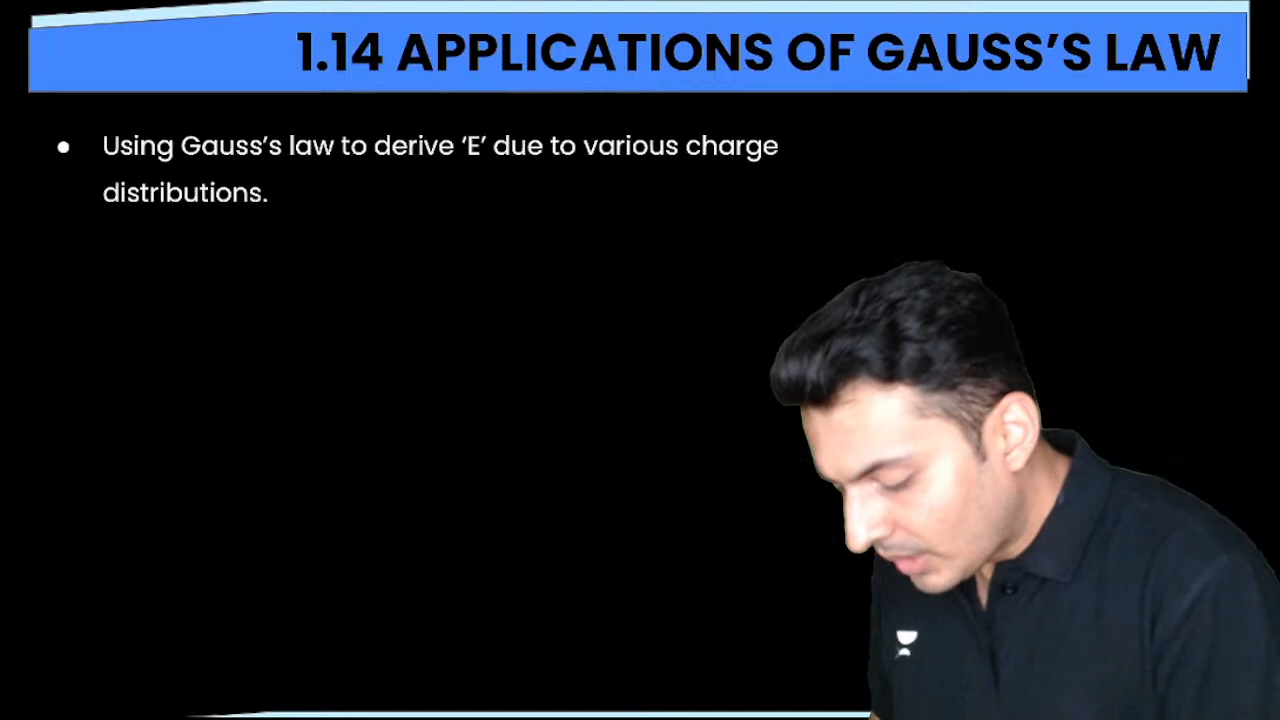 1.14 APPLICATIONS OF GAUSS’S LAW
● Using Gauss’s law to derive ‘E’ due to various charge
distributions.